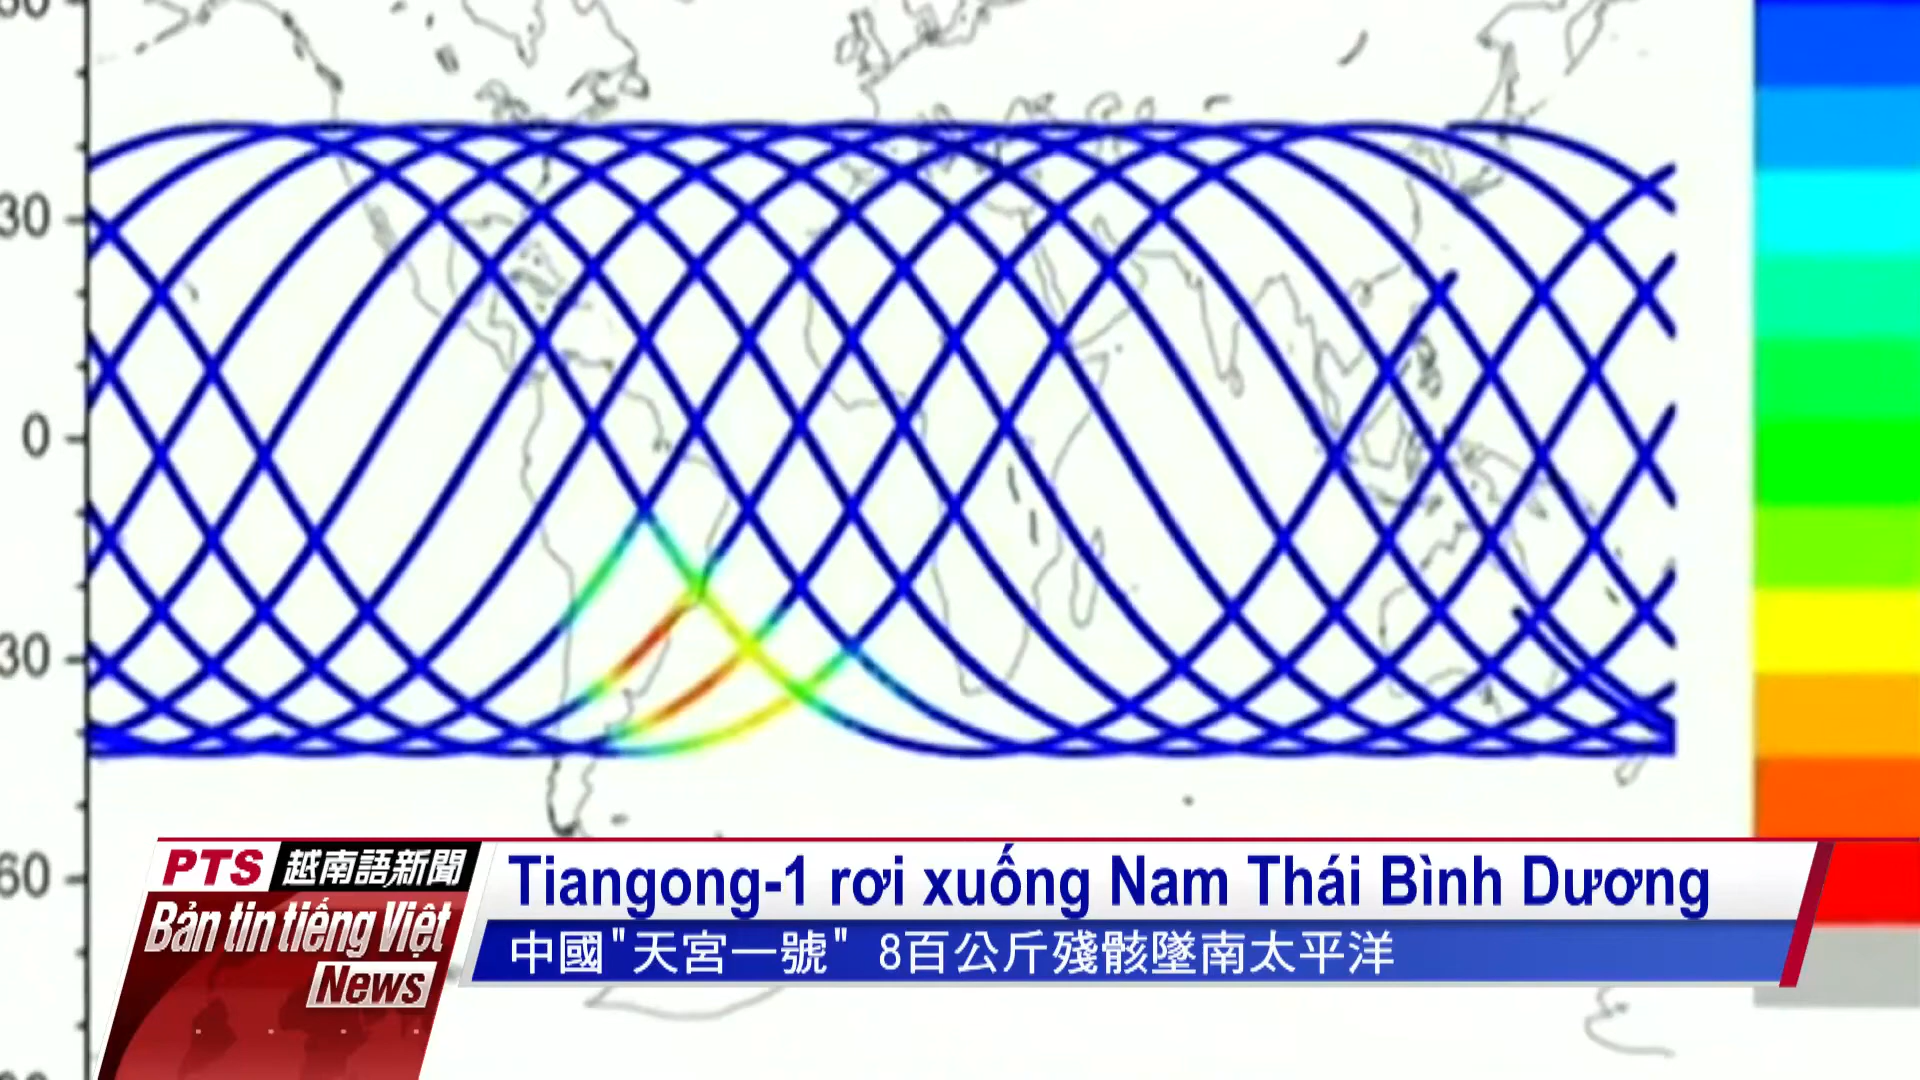 30
0
30
60
PTS 越南語新聞
Bản tin tiếng Việt
News
Tiangong-1 rơi xuống Nam Thái Bình Dương
中國"天宮一號" 8百公斤殘骸墜南太平洋